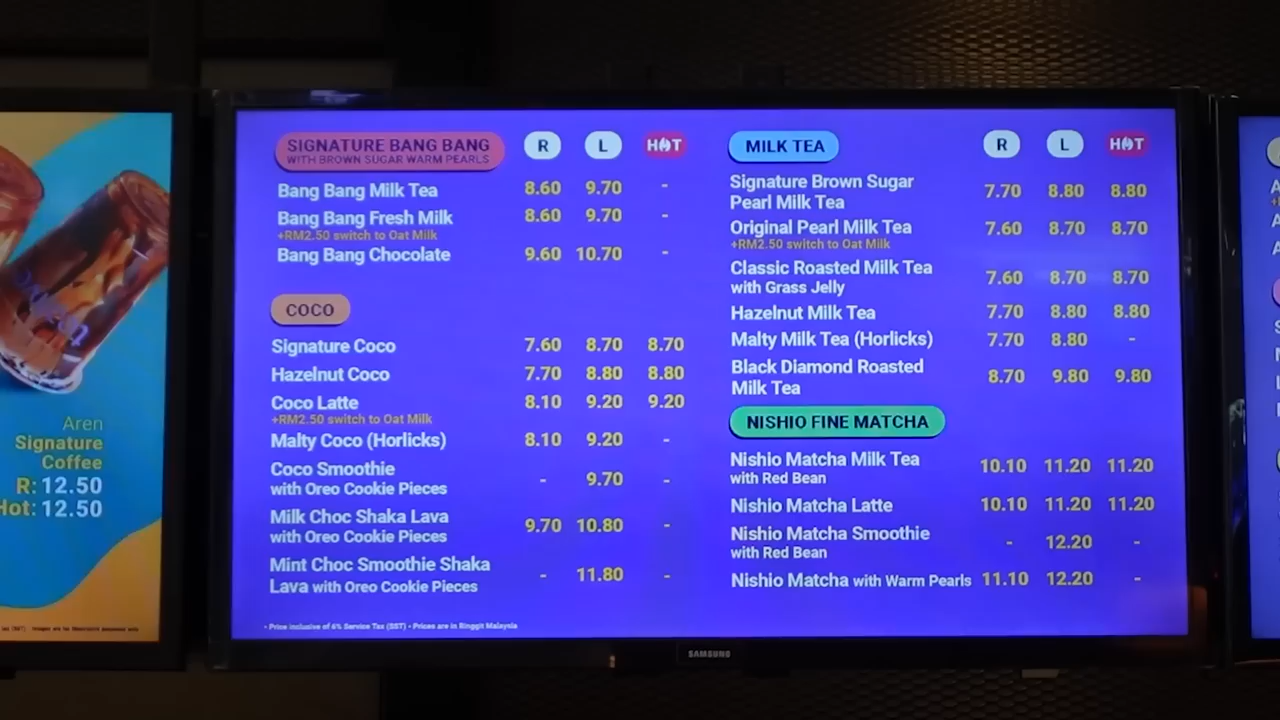 Aren
Signature
Coffee
R: 12.50
Hot: 12.50
SIGNATURE BANG BANG R L HOT
WITH BROWN SUGAR WARM PEARLS
Bang Bang Milk Tea 8.60 9.70 -
Bang Bang Fresh Milk 8.60 9.70 -
+RM2.50 switch to Oat Milk
Bang Bang Chocolate 9.60 10.70 -
COCO
Signature Coco 7.60 8.70 8.70
Hazelnut Coco 7.70 8.80 8.80
Coco Latte 8.10 9.20 9.20
+RM2.50 switch to Oat Milk
Malty Coco (Horlicks) 8.10 9.20 -
Coco Smoothie
with Oreo Cookie Pieces - 9.70 -
Milk Choc Shaka Lava
with Oreo Cookie Pieces 9.70 10.80 -
Mint Choc Smoothie Shaka
Lava with Oreo Cookie Pieces - 11.80 -
• Price inclusive of 6% Service Tax (SST) • Prices are in Ringgit Malaysia
MILK TEA R L HOT
Signature Brown Sugar
Pearl Milk Tea 7.70 8.80 8.80
Original Pearl Milk Tea 7.60 8.70 8.70
+RM2.50 switch to Oat Milk
Classic Roasted Milk Tea
with Grass Jelly 7.60 8.70 8.70
Hazelnut Milk Tea 7.70 8.80 8.80
Malty Milk Tea (Horlicks) 7.70 8.80 -
Black Diamond Roasted
Milk Tea 8.70 9.80 9.80
NISHIO FINE MATCHA
Nishio Matcha Milk Tea
with Red Bean 10.10 11.20 11.20
Nishio Matcha Latte 10.10 11.20 11.20
Nishio Matcha Smoothie
with Red Bean - 12.20 -
Nishio Matcha with Warm Pearls 11.10 12.20 -
SAMSUNG